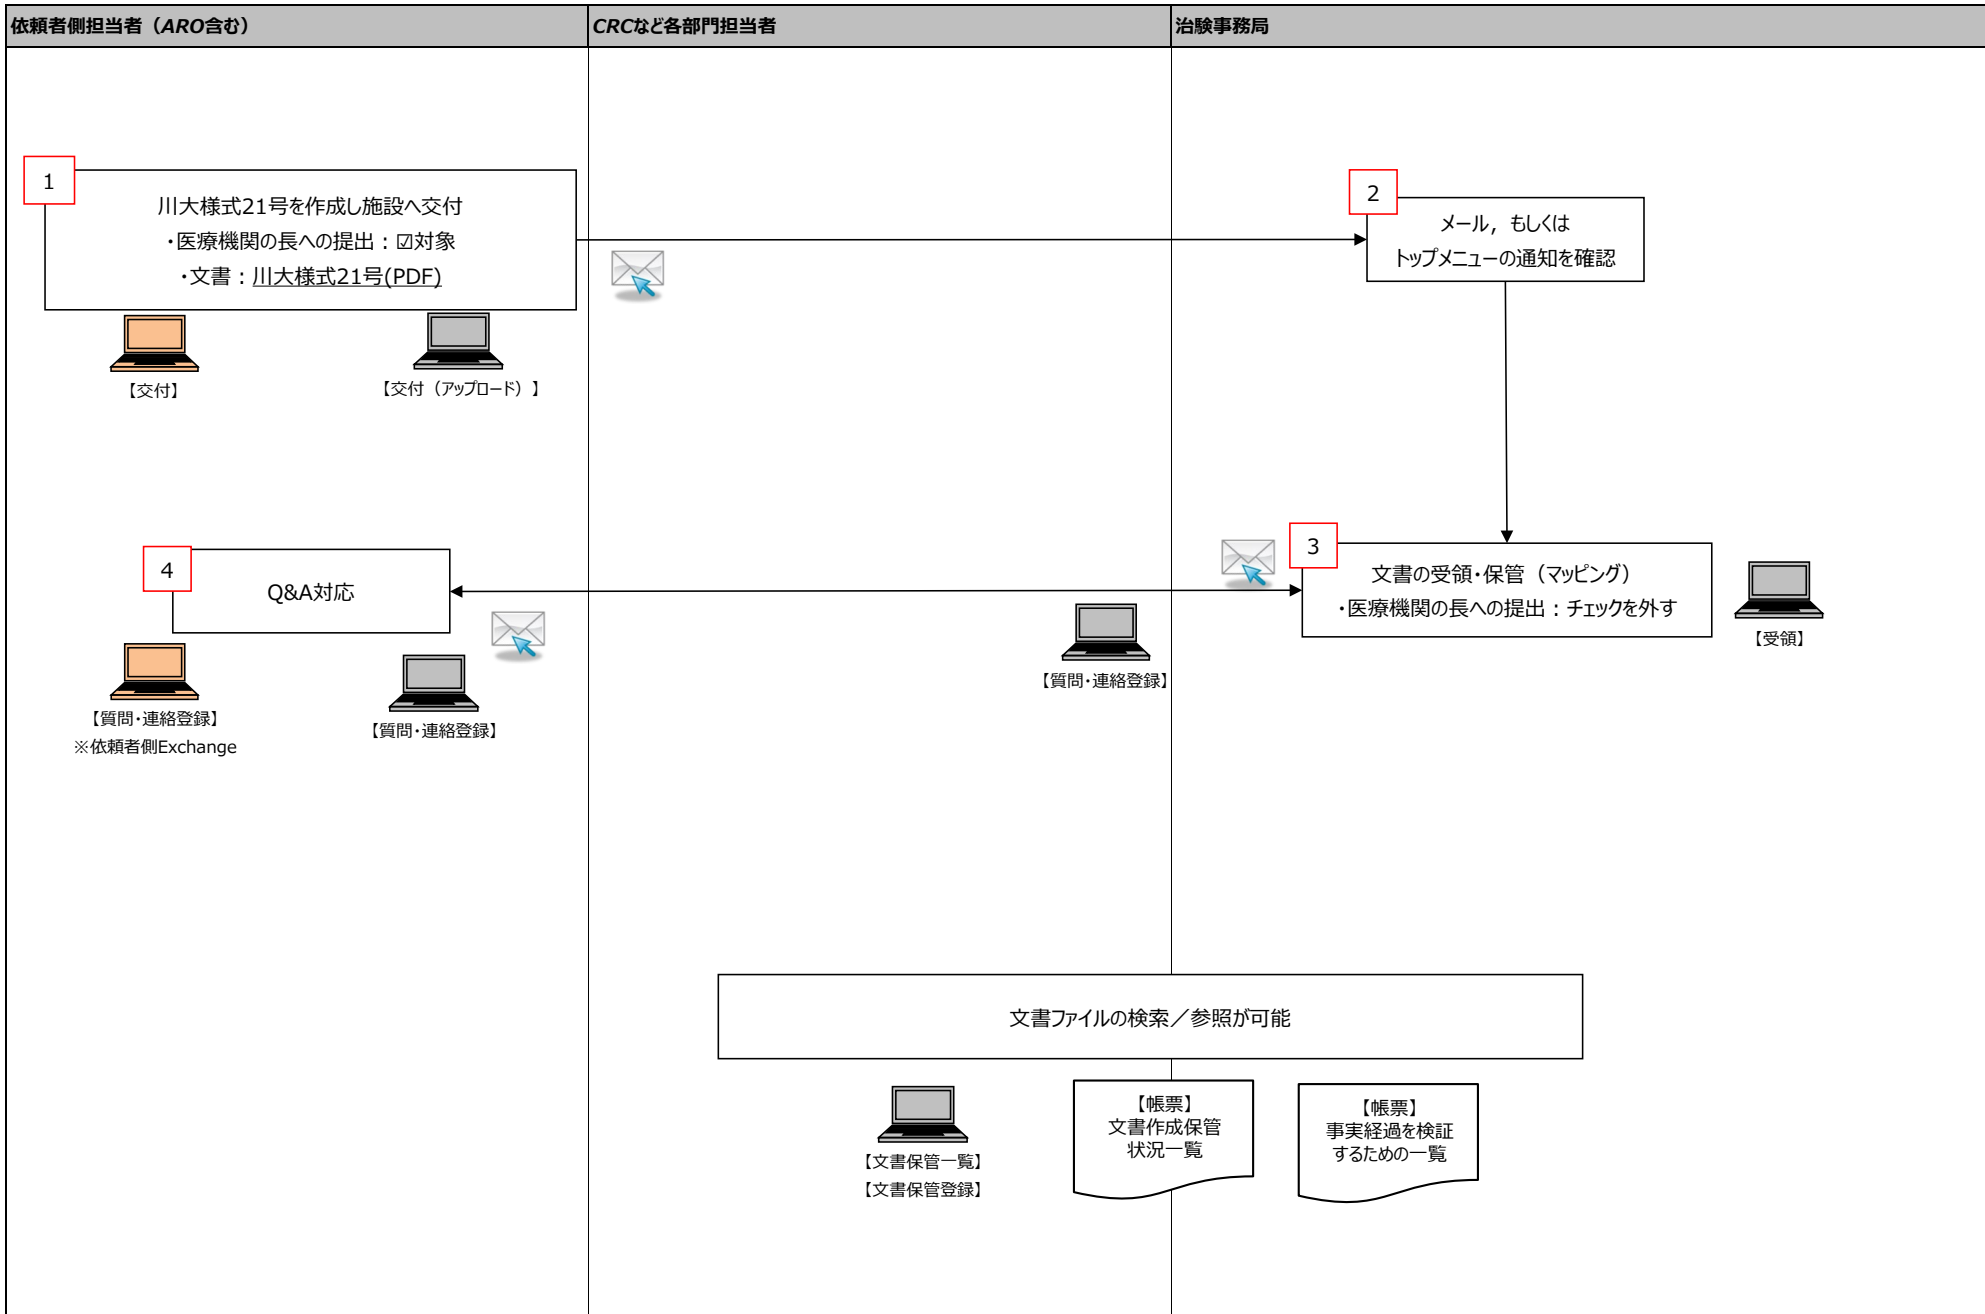 依頼者側担当者（ARO含む）
CRCなど各部門担当者
治験事務局
1
川大様式21号を作成し施設へ交付
・医療機関の長への提出：☑対象
・文書：川大様式21号(PDF)
【交付】
【交付（アップロード）】
2
メール，もしくは
トップメニューの通知を確認
3
文書の受領・保管（マッピング）
・医療機関の長への提出：チェックを外す
【受領】
【質問・連絡登録】
4
Q&A対応
【質問・連絡登録】
※依頼者側Exchange
【質問・連絡登録】
文書ファイルの検索／参照が可能
【文書保管一覧】
【文書保管登録】
【帳票】
文書作成保管
状況一覧
【帳票】
事実経過を検証
するための一覧